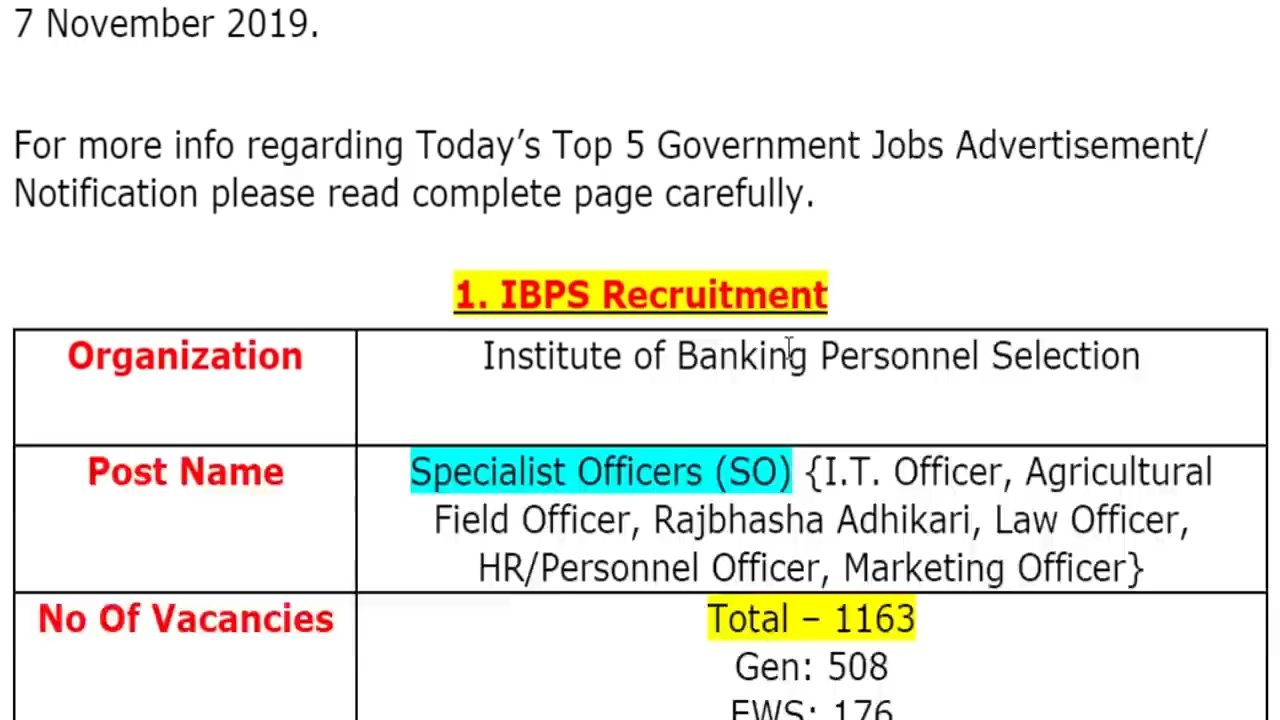 7 November 2019.
For more info regarding Today’s Top 5 Government Jobs Advertisement/
Notification please read complete page carefully.
1. IBPS Recruitment
Organization
Institute of Banking Personnel Selection
Post Name
Specialist Officers (SO) {I.T. Officer, Agricultural
Field Officer, Rajbhasha Adhikari, Law Officer,
HR/Personnel Officer, Marketing Officer}
No Of Vacancies
Total – 1163
Gen: 508
EWS: 176